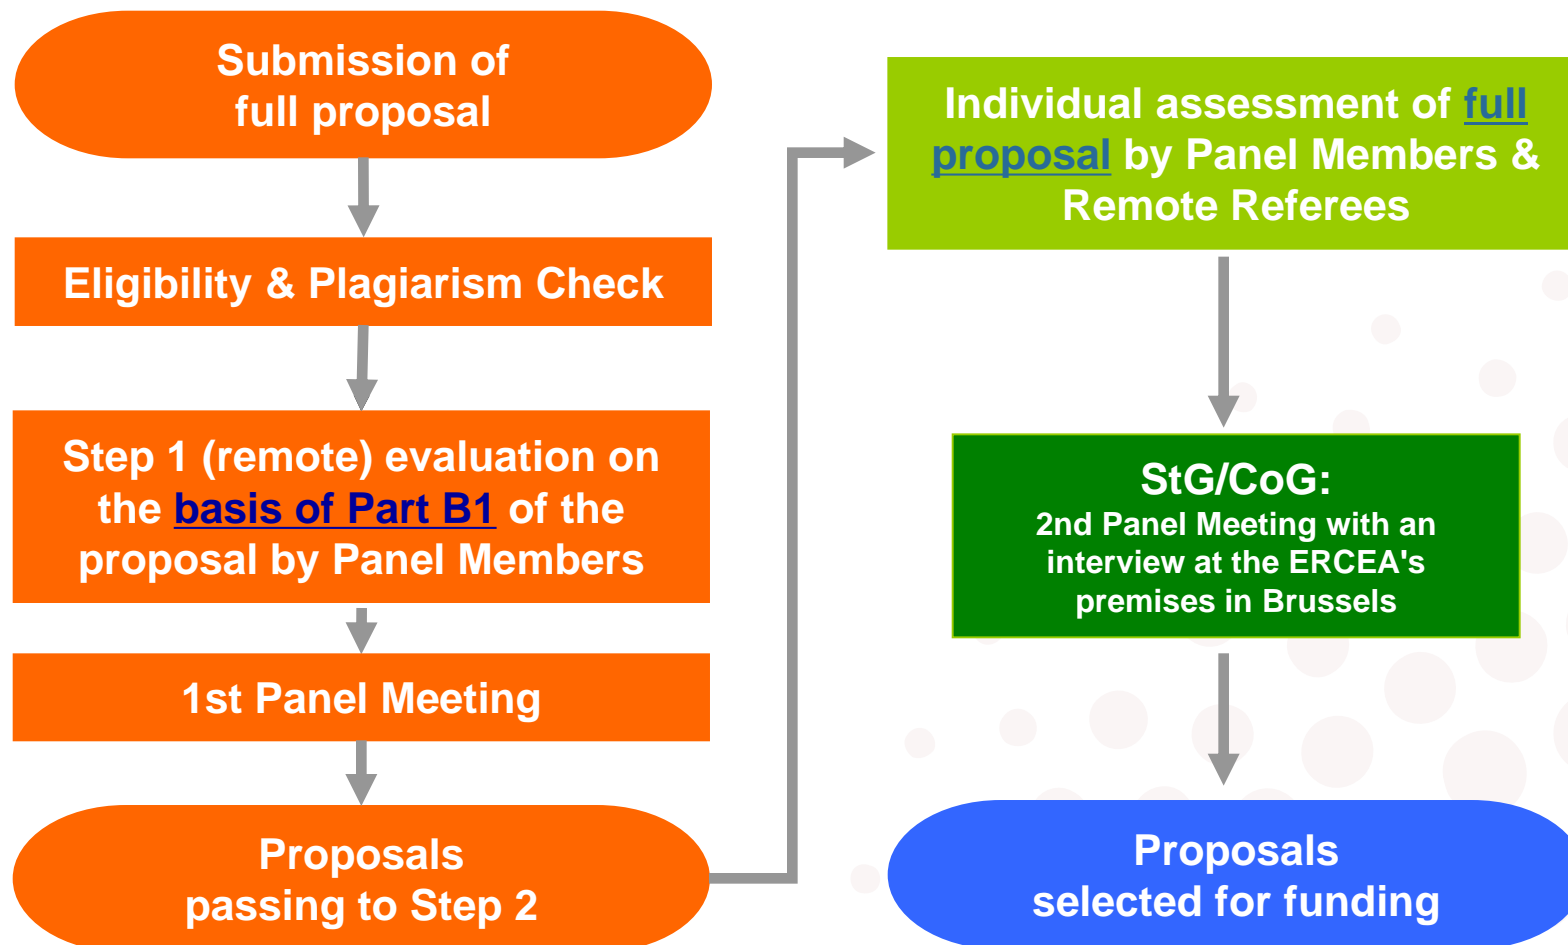 Submission of
full proposal
Eligibility & Plagiarism Check
Step 1 (remote) evaluation on
the basis of Part B1 of the
proposal by Panel Members
1st Panel Meeting
Proposals
passing to Step 2
Individual assessment of full
proposal by Panel Members &
Remote Referees
StG/CoG:
2nd Panel Meeting with an
interview at the ERCEA's
premises in Brussels
Proposals
selected for funding